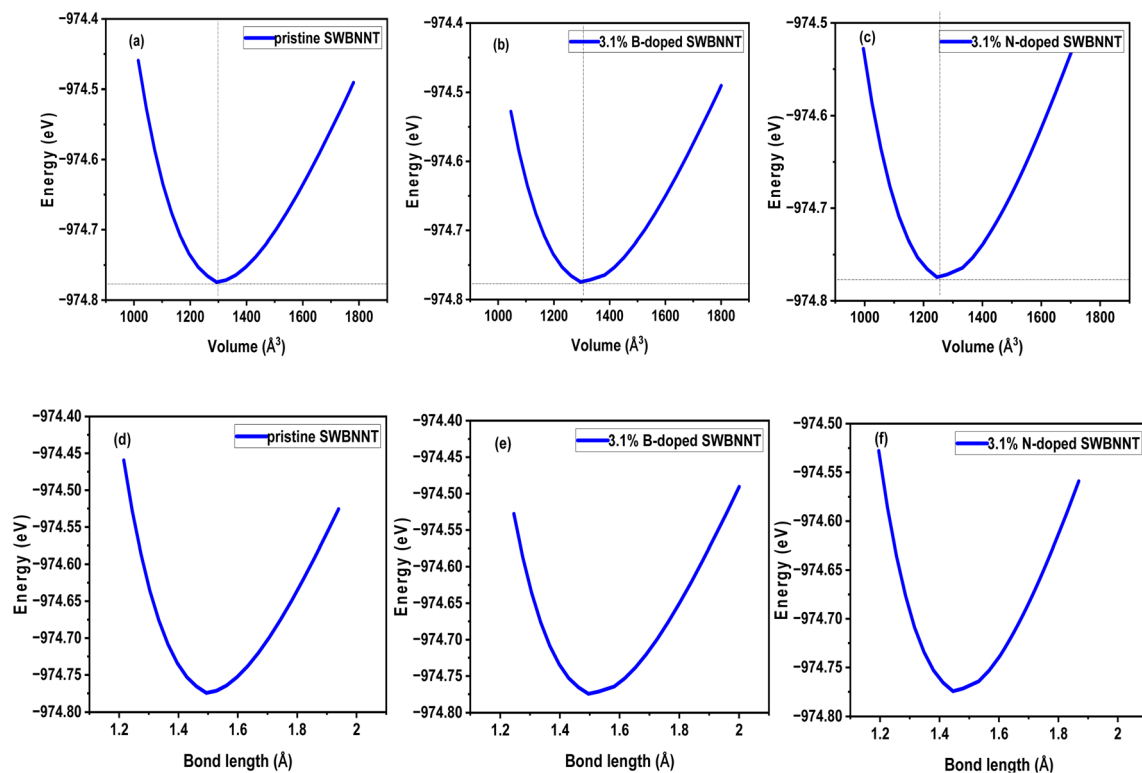 (a)
pristine SWBNNT
−974.4
−974.5
−974.6
−974.7
−974.8
Energy (eV)
1000 1200 1400 1600 1800
Volume (Å³)
(b)
3.1% B-doped SWBNNT
−974.4
−974.5
−974.6
−974.7
−974.8
Energy (eV)
1000 1200 1400 1600 1800
Volume (Å³)
(c)
3.1% N-doped SWBNNT
−974.5
−974.6
−974.7
−974.8
Energy (eV)
1000 1200 1400 1600 1800
Volume (Å³)
(d)
pristine SWBNNT
−974.40
−974.45
−974.50
−974.55
−974.60
−974.65
−974.70
−974.75
−974.80
Energy (eV)
1.2 1.4 1.6 1.8 2
Bond length (Å)
(e)
3.1% B-doped SWBNNT
−974.40
−974.45
−974.50
−974.55
−974.60
−974.65
−974.70
−974.75
−974.80
Energy (eV)
1.2 1.4 1.6 1.8 2
Bond length (Å)
(f)
3.1% N-doped SWBNNT
−974.50
−974.55
−974.60
−974.65
−974.70
−974.75
−974.80
Energy (eV)
1.2 1.4 1.6 1.8 2
Bond length (Å)